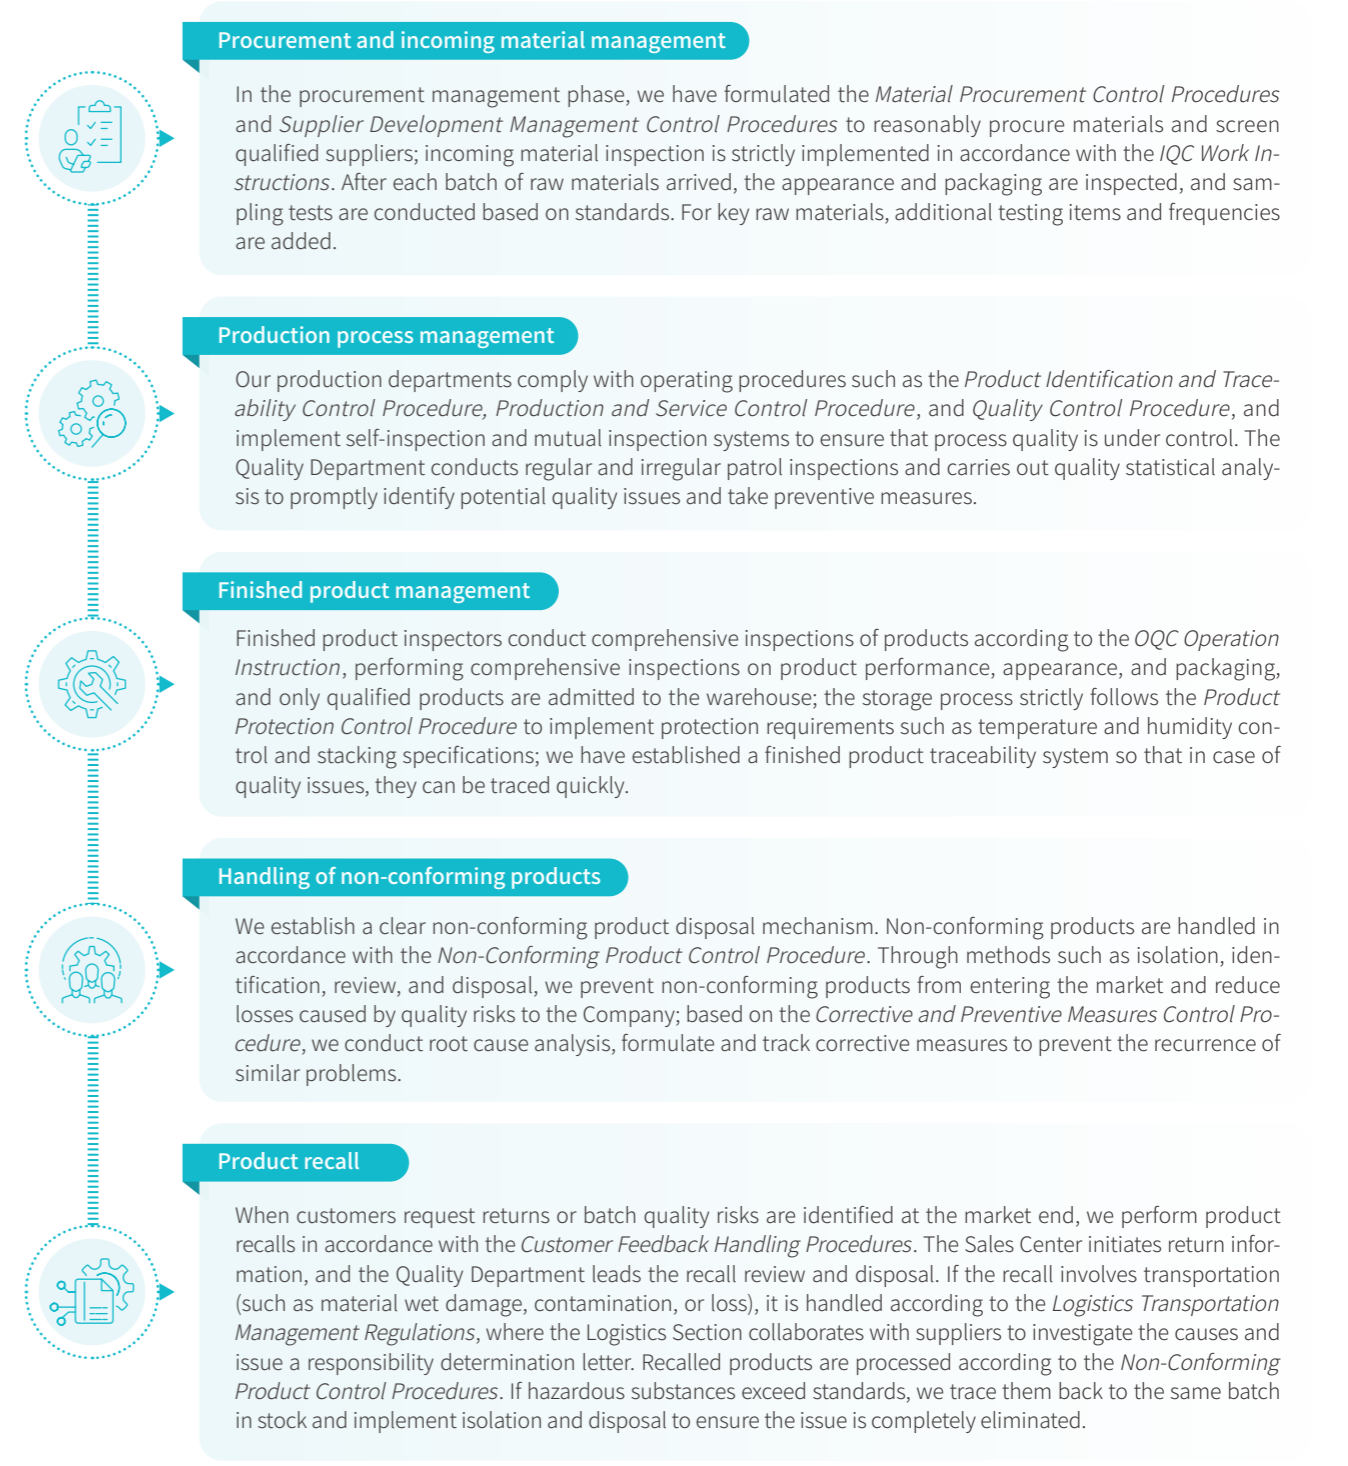 Procurement and incoming material management
In the procurement management phase, we have formulated the Material Procurement Control Procedures
and Supplier Development Management Control Procedures to reasonably procure materials and screen
qualified suppliers; incoming material inspection is strictly implemented in accordance with the IQC Work In-
structions. After each batch of raw materials arrived, the appearance and packaging are inspected, and sam-
pling tests are conducted based on standards. For key raw materials, additional testing items and frequencies
are added.
Production process management
Our production departments comply with operating procedures such as the Product Identification and Trace-
ability Control Procedure, Production and Service Control Procedure, and Quality Control Procedure, and
implement self-inspection and mutual inspection systems to ensure that process quality is under control. The
Quality Department conducts regular and irregular patrol inspections and carries out quality statistical analy-
sis to promptly identify potential quality issues and take preventive measures.
Finished product management
Finished product inspectors conduct comprehensive inspections of products according to the OQC Operation
Instruction, performing comprehensive inspections on product performance, appearance, and packaging,
and only qualified products are admitted to the warehouse; the storage process strictly follows the Product
Protection Control Procedure to implement protection requirements such as temperature and humidity con-
trol and stacking specifications; we have established a finished product traceability system so that in case of
quality issues, they can be traced quickly.
Handling of non-conforming products
We establish a clear non-conforming product disposal mechanism. Non-conforming products are handled in
accordance with the Non-Conforming Product Control Procedure. Through methods such as isolation, iden-
tification, review, and disposal, we prevent non-conforming products from entering the market and reduce
losses caused by quality risks to the Company; based on the Corrective and Preventive Measures Control Pro-
cedure, we conduct root cause analysis, formulate and track corrective measures to prevent the recurrence of
similar problems.
Product recall
When customers request returns or batch quality risks are identified at the market end, we perform product
recalls in accordance with the Customer Feedback Handling Procedures. The Sales Center initiates return infor-
mation, and the Quality Department leads the recall review and disposal. If the recall involves transportation
(such as material wet damage, contamination, or loss), it is handled according to the Logistics Transportation
Management Regulations, where the Logistics Section collaborates with suppliers to investigate the causes and
issue a responsibility determination letter. Recalled products are processed according to the Non-Conforming
Product Control Procedures. If hazardous substances exceed standards, we trace them back to the same batch
in stock and implement isolation and disposal to ensure the issue is completely eliminated.